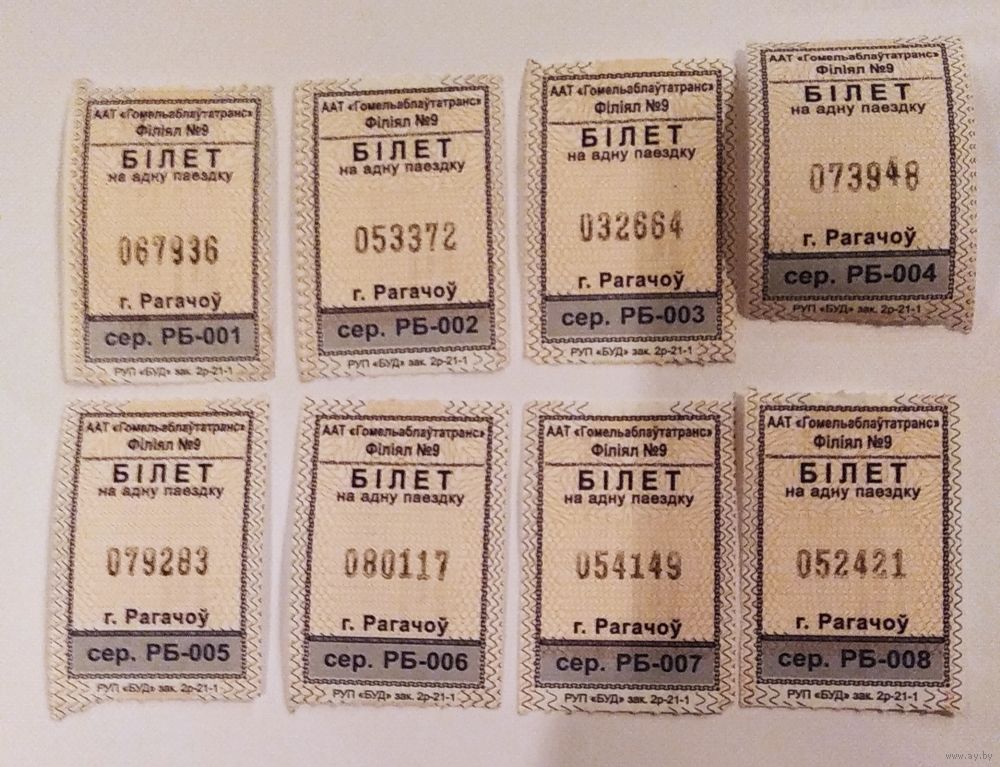 ААТ «Гомельаблаўтатранс»
Філіял №9
БІЛЕТ
на адну паездку
067936
г. Рагачоў
сер. РБ-001
РУП «БУД» зак. 2р-21-1
ААТ «Гомельаблаўтатранс»
Філіял №9
БІЛЕТ
на адну паездку
053372
г. Рагачоў
сер. РБ-002
РУП «БУД» зак. 2р-21-1
ААТ «Гомельаблаўтатранс»
Філіял №9
БІЛЕТ
на адну паездку
032664
г. Рагачоў
сер. РБ-003
РУП «БУД» зак. 2р-21-1
ААТ «Гомельаблаўтатранс»
Філіял №9
БІЛЕТ
на адну паездку
073948
г. Рагачоў
сер. РБ-004
РУП «БУД» зак. 2р-21-1
ААТ «Гомельаблаўтатранс»
Філіял №9
БІЛЕТ
на адну паездку
079283
г. Рагачоў
сер. РБ-005
РУП «БУД» зак. 2р-21-1
ААТ «Гомельаблаўтатранс»
Філіял №9
БІЛЕТ
на адну паездку
080117
г. Рагачоў
сер. РБ-006
РУП «БУД» зак. 2р-21-1
ААТ «Гомельаблаўтатранс»
Філіял №9
БІЛЕТ
на адну паездку
054149
г. Рагачоў
сер. РБ-007
РУП «БУД» зак. 2р-21-1
ААТ «Гомельаблаўтатранс»
Філіял №9
БІЛЕТ
на адну паездку
052421
г. Рагачоў
сер. РБ-008
РУП «БУД» зак. 2р-21-1
www.ay.by